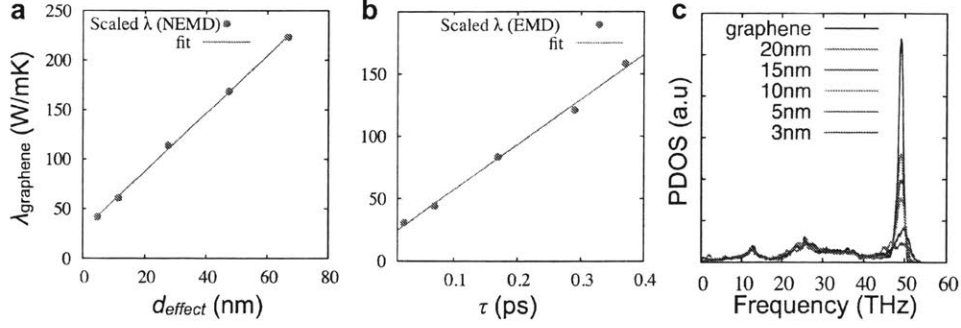 a
Scaled λ (NEMD)
fit
250
200
150
100
50
0
λgraphene (W/mK)
0 20 40 60 80
deffect (nm)
b
Scaled λ (EMD)
fit
150
100
50
0
0.1 0.2 0.3 0.4
τ (ps)
c
graphene
20nm
15nm
10nm
5nm
3nm
PDOS (a.u)
0 10 20 30 40 50 60
Frequency (THz)